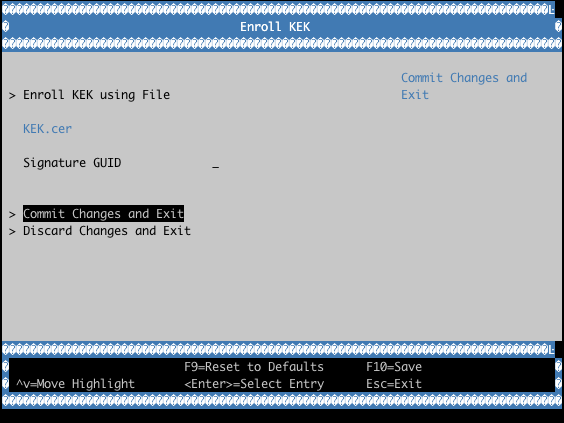 Enroll KEK
Commit Changes and
> Enroll KEK using File
Exit
KEK.cer
Signature GUID _
> Commit Changes and Exit
> Discard Changes and Exit
F9=Reset to Defaults F10=Save
^v=Move Highlight <Enter>=Select Entry Esc=Exit